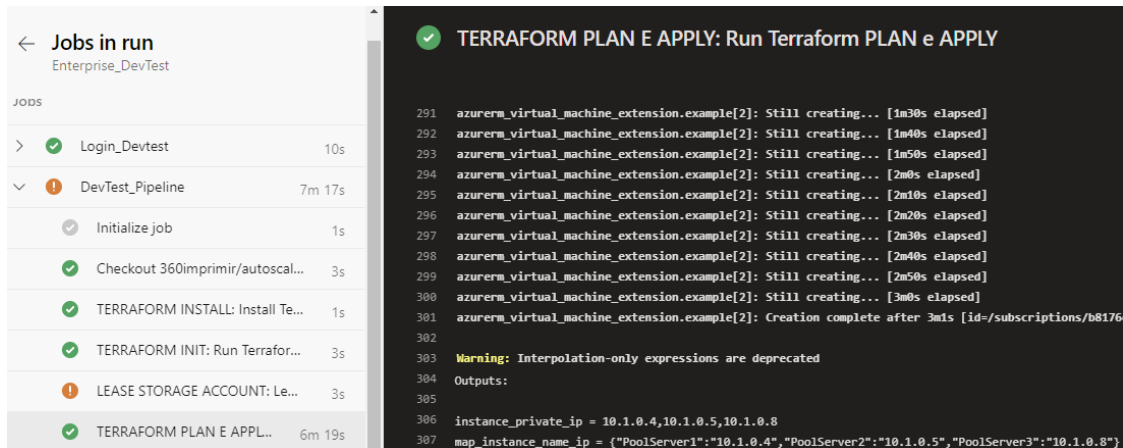 ← Jobs in run
Enterprise_DevTest
Jobs
Login_Devtest 10s
DevTest_Pipeline 7m 17s
Initialize job 1s
Checkout 360imprimir/autoscal... 3s
TERRAFORM INSTALL: Install Te... 1s
TERRAFORM INIT: Run Terrafor... 3s
LEASE STORAGE ACCOUNT: Le... 3s
TERRAFORM PLAN E APPL... 6m 19s
TERRAFORM PLAN E APPLY: Run Terraform PLAN e APPLY
291 azurerm_virtual_machine_extension.example[2]: Still creating... [1m30s elapsed]
292 azurerm_virtual_machine_extension.example[2]: Still creating... [1m40s elapsed]
293 azurerm_virtual_machine_extension.example[2]: Still creating... [1m50s elapsed]
294 azurerm_virtual_machine_extension.example[2]: Still creating... [2m0s elapsed]
295 azurerm_virtual_machine_extension.example[2]: Still creating... [2m10s elapsed]
296 azurerm_virtual_machine_extension.example[2]: Still creating... [2m20s elapsed]
297 azurerm_virtual_machine_extension.example[2]: Still creating... [2m30s elapsed]
298 azurerm_virtual_machine_extension.example[2]: Still creating... [2m40s elapsed]
299 azurerm_virtual_machine_extension.example[2]: Still creating... [2m50s elapsed]
300 azurerm_virtual_machine_extension.example[2]: Still creating... [3m0s elapsed]
301 azurerm_virtual_machine_extension.example[2]: Creation complete after 3m1s [id=/subscriptions/b8176
302
303 Warning: Interpolation-only expressions are deprecated
304 Outputs:
305
306 instance_private_ip = 10.1.0.4,10.1.0.5,10.1.0.8
307 map_instance_name_ip = {"PoolServer1":"10.1.0.4","PoolServer2":"10.1.0.5","PoolServer3":"10.1.0.8"}